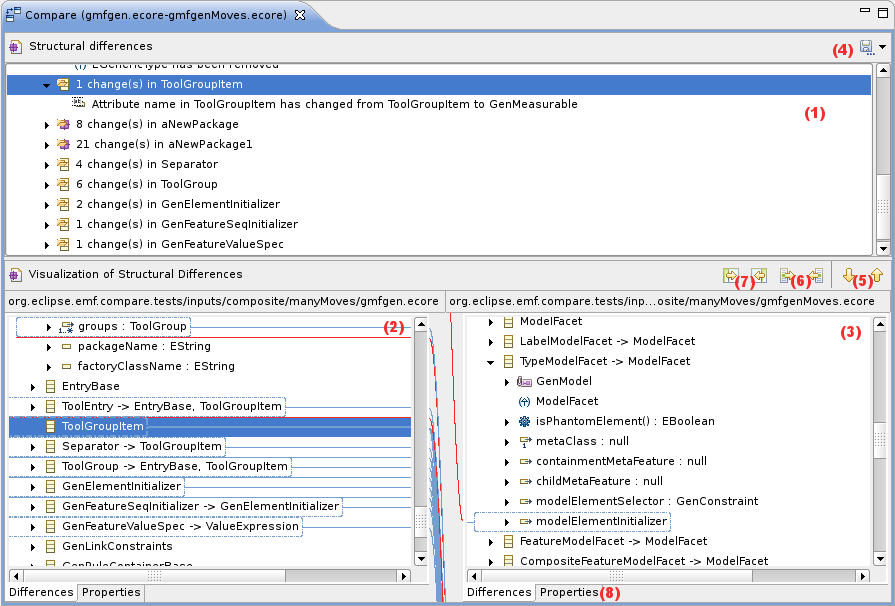 Compare (gmfgen.ecore-gmfgenMoves.ecore)
Structural differences
(4)
EGenericType has been removed
1 change(s) in ToolGroupItem
Attribute name in ToolGroupItem has changed from ToolGroupItem to GenMeasurable
(1)
8 change(s) in aNewPackage
21 change(s) in aNewPackage1
4 change(s) in Separator
6 change(s) in ToolGroup
2 change(s) in GenElementInitializer
1 change(s) in GenFeatureSeqInitializer
1 change(s) in GenFeatureValueSpec
Visualization of Structural Differences
(7) (6) (5)
org.eclipse.emf.compare.tests/inputs/composite/manyMoves/gmfgen.ecore
org.eclipse.emf.compare.tests/inp...osite/manyMoves/gmfgenMoves.ecore
groups : ToolGroup
(2)
packageName : EString
factoryClassName : EString
EntryBase
ToolEntry -> EntryBase, ToolGroupItem
ToolGroupItem
Separator -> ToolGroupItem
ToolGroup -> EntryBase, ToolGroupItem
GenElementInitializer
GenFeatureSeqInitializer -> GenElementInitializer
GenFeatureValueSpec -> ValueExpression
GenLinkConstraints
GenRuleContainerBase
Differences Properties
ModelFacet
(3)
LabelModelFacet -> ModelFacet
TypeModelFacet -> ModelFacet
GenModel
ModelFacet
isPhantomElement() : EBoolean
metaClass : null
containmentMetaFeature : null
childMetaFeature : null
modelElementSelector : GenConstraint
modelElementInitializer
FeatureModelFacet -> ModelFacet
CompositeFeatureModelFacet -> ModelFacet
Differences Properties (8)